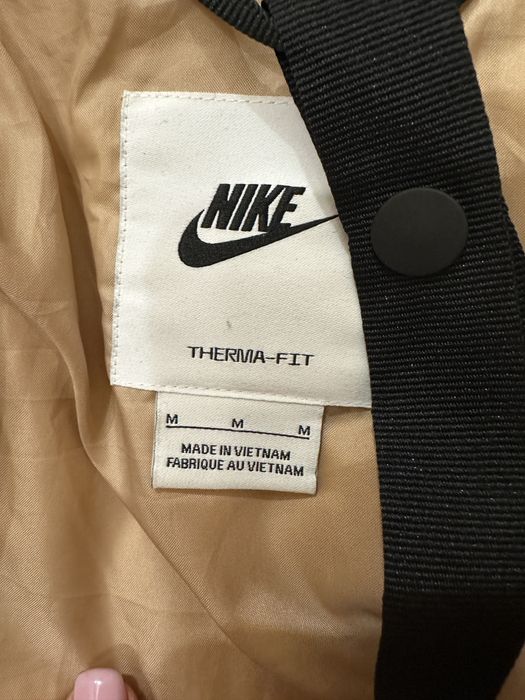 NIKE
THERMA-FIT
M M M
MADE IN VIETNAM
FABRIQUE AU VIETNAM